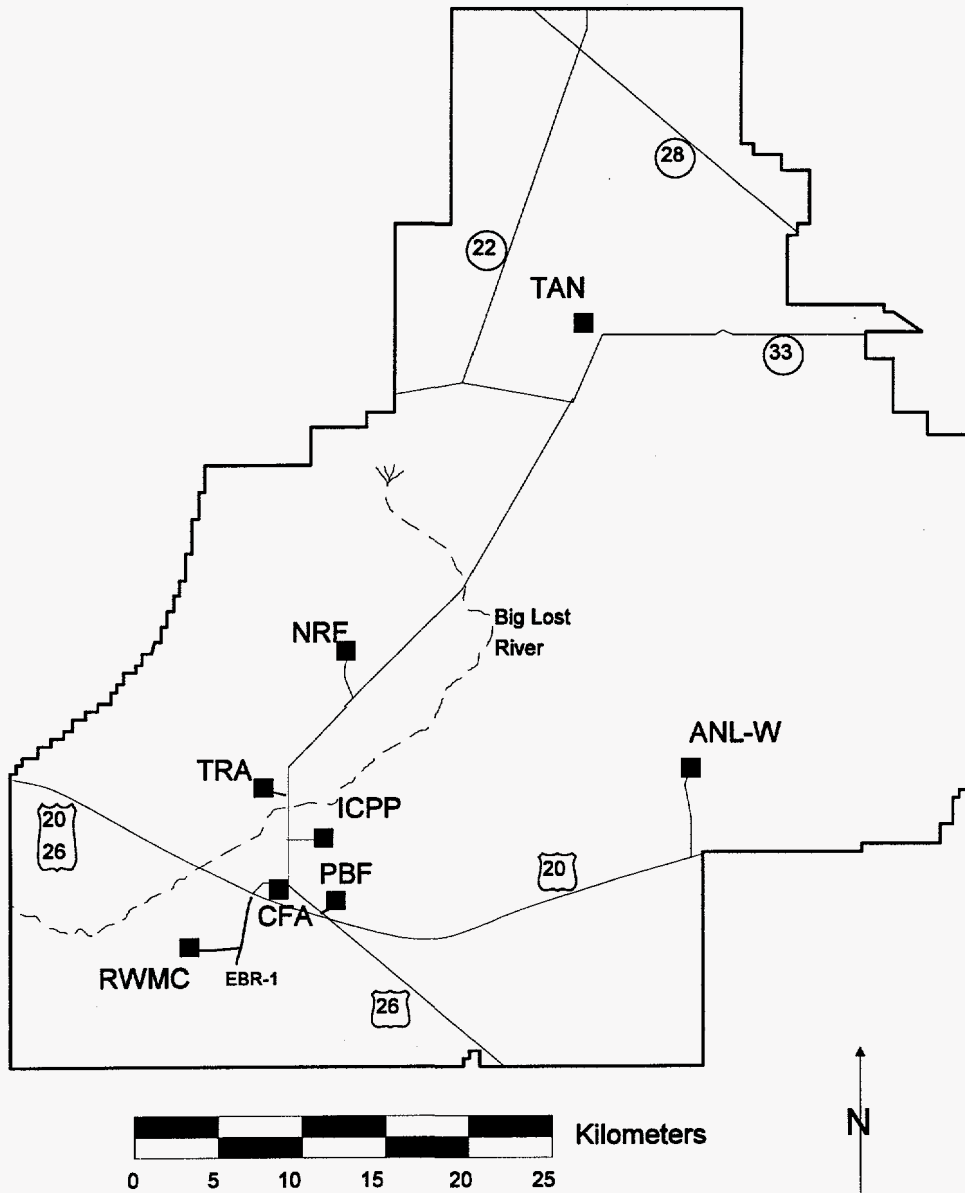 28
22
TAN
33
Big Lost
River
NRF
ANL-W
TRA
ICPP
20
26
20
PBF
CFA
RWMC
EBR-1
26
N
Kilometers
0 5 10 15 20 25